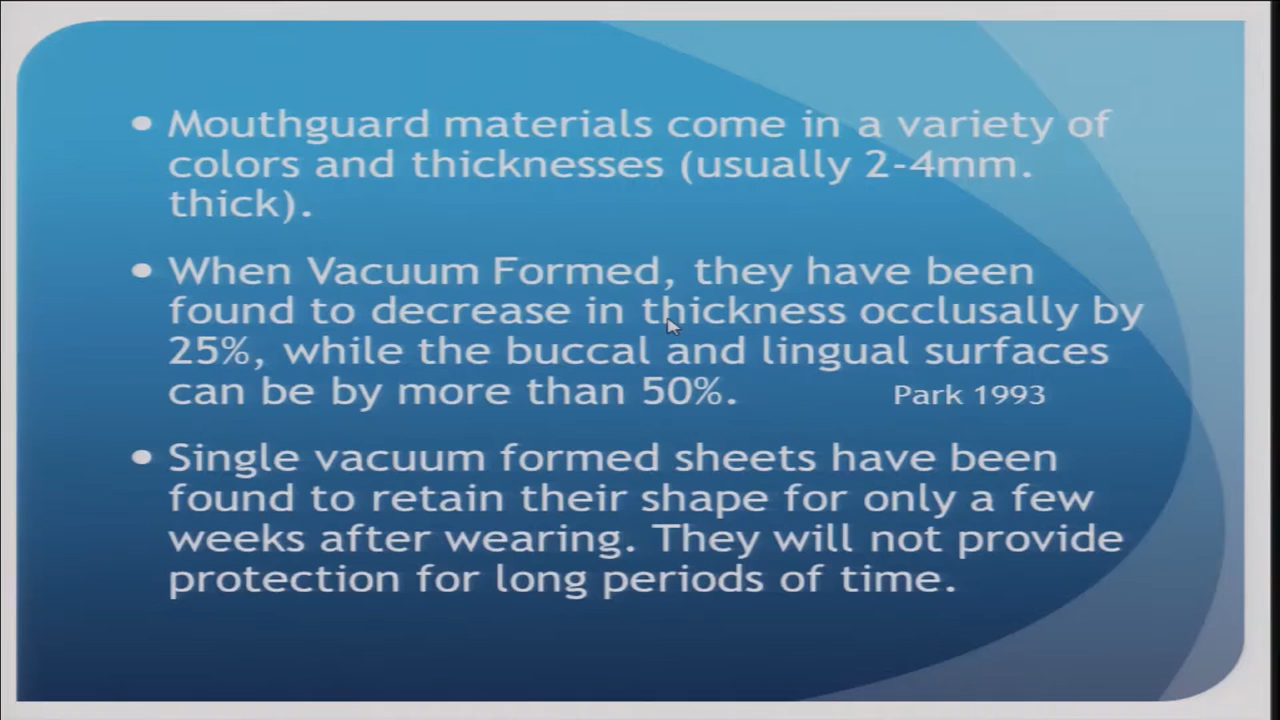 • Mouthguard materials come in a variety of
colors and thicknesses (usually 2-4mm.
thick).
• When Vacuum Formed, they have been
found to decrease in thickness occlusally by
25%, while the buccal and lingual surfaces
can be by more than 50%. Park 1993
• Single vacuum formed sheets have been
found to retain their shape for only a few
weeks after wearing. They will not provide
protection for long periods of time.